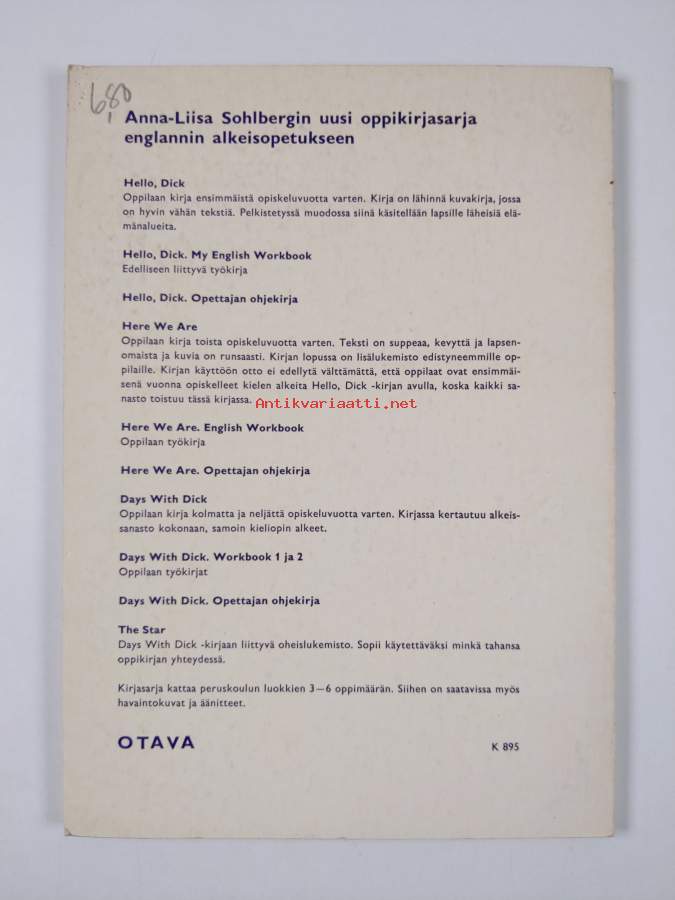 6,80
Anna-Liisa Sohlbergin uusi oppikirjasarja
englannin alkeisopetukseen
Hello, Dick
Oppilaan kirja ensimmäistä opiskeluvuotta varten. Kirja on lähinnä kuvakirja, jossa
on hyvin vähän tekstiä. Pelkistetyssä muodossa siinä käsitellään lapsille läheisiä elä-
mänalueita.
Hello, Dick. My English Workbook
Edelliseen liittyvä työkirja
Hello, Dick. Opettajan ohjekirja
Here We Are
Oppilaan kirja toista opiskeluvuotta varten. Teksti on suppeaa, kevyttä ja lapsen-
omaista ja kuvia on runsaasti. Kirjan lopussa on lisälukemisto edistyneemmille op-
pilaille. Kirjan käyttöön otto ei edellytä välttämättä, että oppilaat ovat ensimmäi-
senä vuonna opiskelleet kielen alkeita Hello, Dick -kirjan avulla, koska kaikki sa-
nasto toistuu tässä kirjassa.
Antikvariaatti.net
Here We Are. English Workbook
Oppilaan työkirja
Here We Are. Opettajan ohjekirja
Days With Dick
Oppilaan kirja kolmatta ja neljättä opiskeluvuotta varten. Kirjassa kertautuu alkeis-
sanasto kokonaan, samoin kieliopin alkeet.
Days With Dick. Workbook 1 ja 2
Oppilaan työkirjat
Days With Dick. Opettajan ohjekirja
The Star
Days With Dick -kirjaan liittyvä oheislukemisto. Sopii käytettäväksi minkä tahansa
oppikirjan yhteydessä.
Kirjasarja kattaa peruskoulun luokkien 3—6 oppimäärän. Siihen on saatavissa myös
havaintokuvat ja äänitteet.
OTAVA
K 895